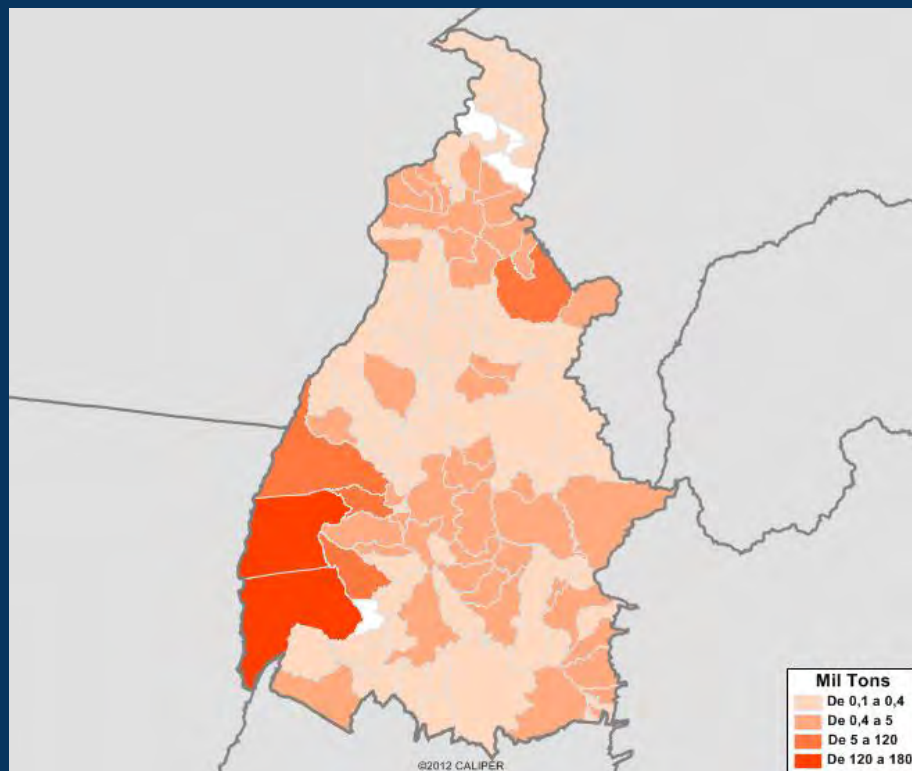 Mil Tons
De 0,1 a 0,4
De 0,4 a 5
De 5 a 120
De 120 a 180
©2012 CALIPER